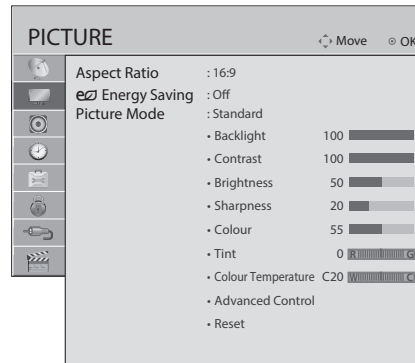 PICTURE Move OK
Aspect Ratio : 16:9
Energy Saving : Off
Picture Mode : Standard
• Backlight 100
• Contrast 100
• Brightness 50
• Sharpness 20
• Colour 55
• Tint 0 R G
• Colour Temperature C20 W C
• Advanced Control
• Reset